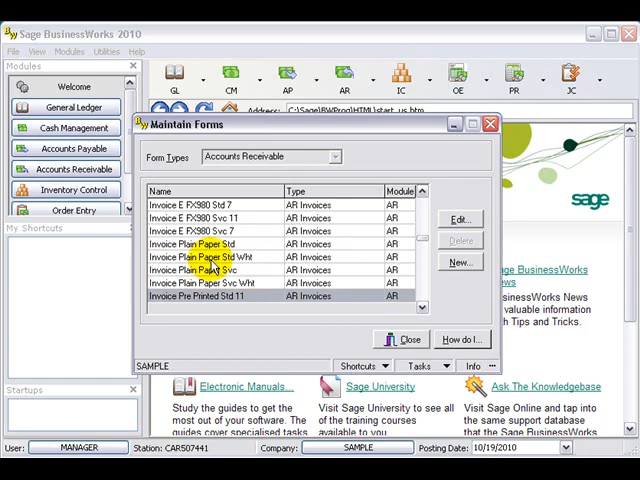 Sage BusinessWorks 2010
File View Modules Utilities Help
Modules
Welcome
General Ledger
Cash Management
Accounts Payable
Accounts Receivable
Inventory Control
Order Entry
GL CM AP AR IC OE PR JC
Address: C:\Sage\BWProg\HTML\start_us.htm
Maintain Forms
Form Types Accounts Receivable
Name Type Module
Invoice E FX980 Std 7 AR Invoices AR
Invoice E FX980 Svc 11 AR Invoices AR
Invoice E FX980 Svc 7 AR Invoices AR
Invoice Plain Paper Std AR Invoices AR
Invoice Plain Paper Std Wht AR Invoices AR
Invoice Plain Paper Svc AR Invoices AR
Invoice Plain Paper Svc Wht AR Invoices AR
Invoice Pre Printed Std 11 AR Invoices AR
Edit...
Delete
New...
Close How do I...
SAMPLE Shortcuts Tasks Info
sage
My Shortcuts
Startups
BusinessWorks
News
BusinessWorks News
valuable information
h Tips and Tricks.
Electronic Manuals...
Study the guides to get the
most out of your software. The
guides cover specialised tasks
Sage University
Visit Sage University to see all
of the training courses
available to
Ask The Knowledgebase
Visit Sage Online and tap into
the same support database
that the Sage BusinessWorks
User: MANAGER Station: CAR507441 Company: SAMPLE Posting Date: 10/19/2010